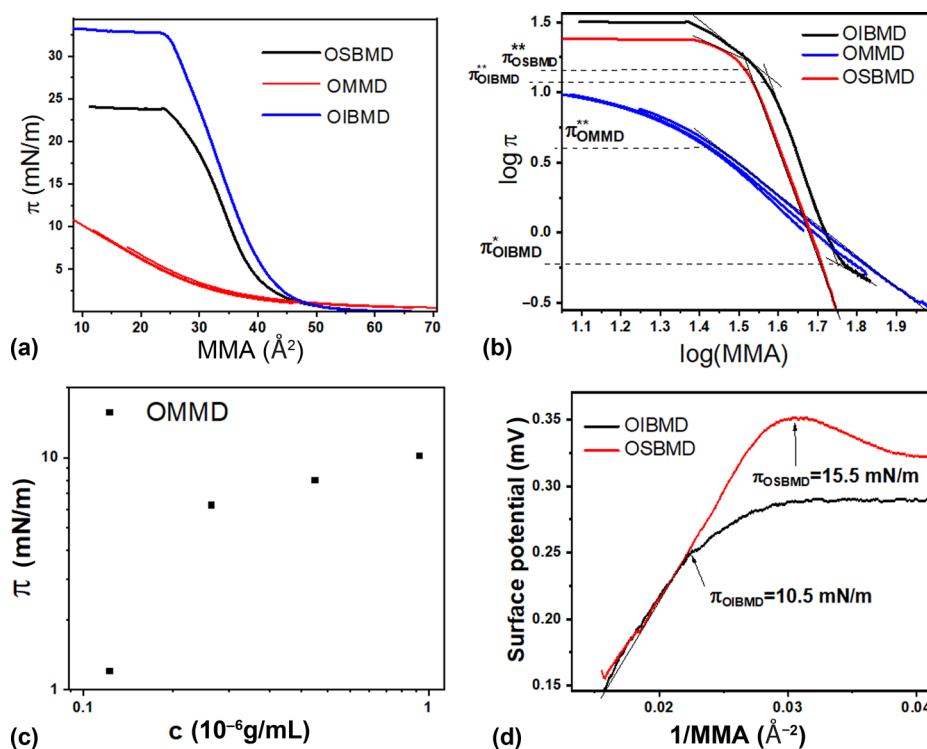 30
25
20
15
10
5
π (mN/m)
OSBMD
OMMD
OIBMD
10 20 30 40 50 60 70
MMA (Å²)
(a)
1.5
1.0
0.5
0.0
−0.5
log π
π**OSBMD
π**OIBMD
π**OMMD
π*OIBMD
OIBMD
OMMD
OSBMD
1.1 1.2 1.3 1.4 1.5 1.6 1.7 1.8 1.9
log(MMA)
(b)
10
1
π (mN/m)
OMMD
0.1 1
c (10⁻⁶g/mL)
(c)
0.35
0.30
0.25
0.20
0.15
Surface potential (mV)
OIBMD
OSBMD
πOSBMD=15.5 mN/m
πOIBMD=10.5 mN/m
0.02 0.03 0.04
1/MMA (Å⁻²)
(d)